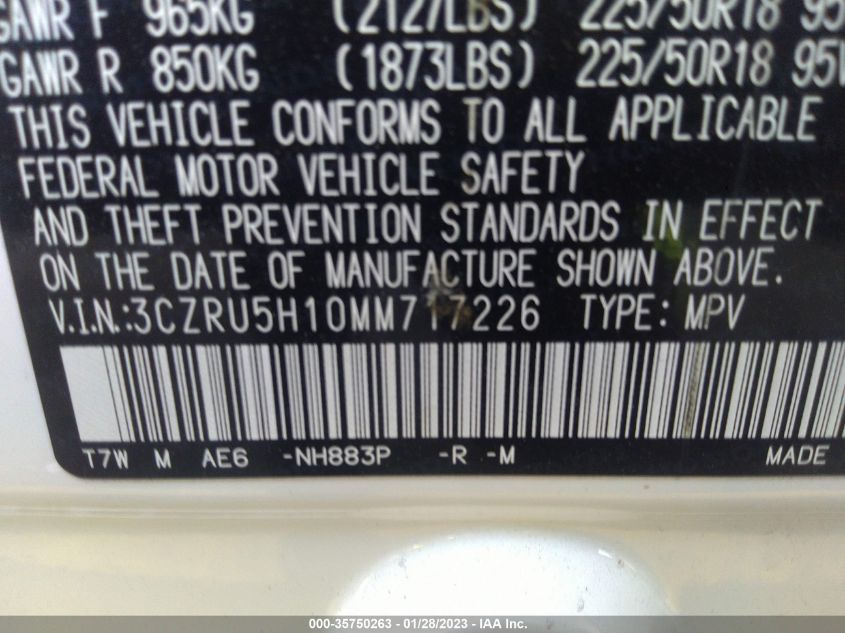 GAWR F 965KG (2127LBS) 225/50R18 95
GAWR R 850KG (1873LBS) 225/50R18 95
THIS VEHICLE CONFORMS TO ALL APPLICABLE
FEDERAL MOTOR VEHICLE SAFETY
AND THEFT PREVENTION STANDARDS IN EFFECT
ON THE DATE OF MANUFACTURE SHOWN ABOVE.
V.I.N.:3CZRU5H10MM717226 TYPE: MPV
T7W M AE6 -NH883P -R -M MADE
000-35750263 - 01/28/2023 - IAA Inc.